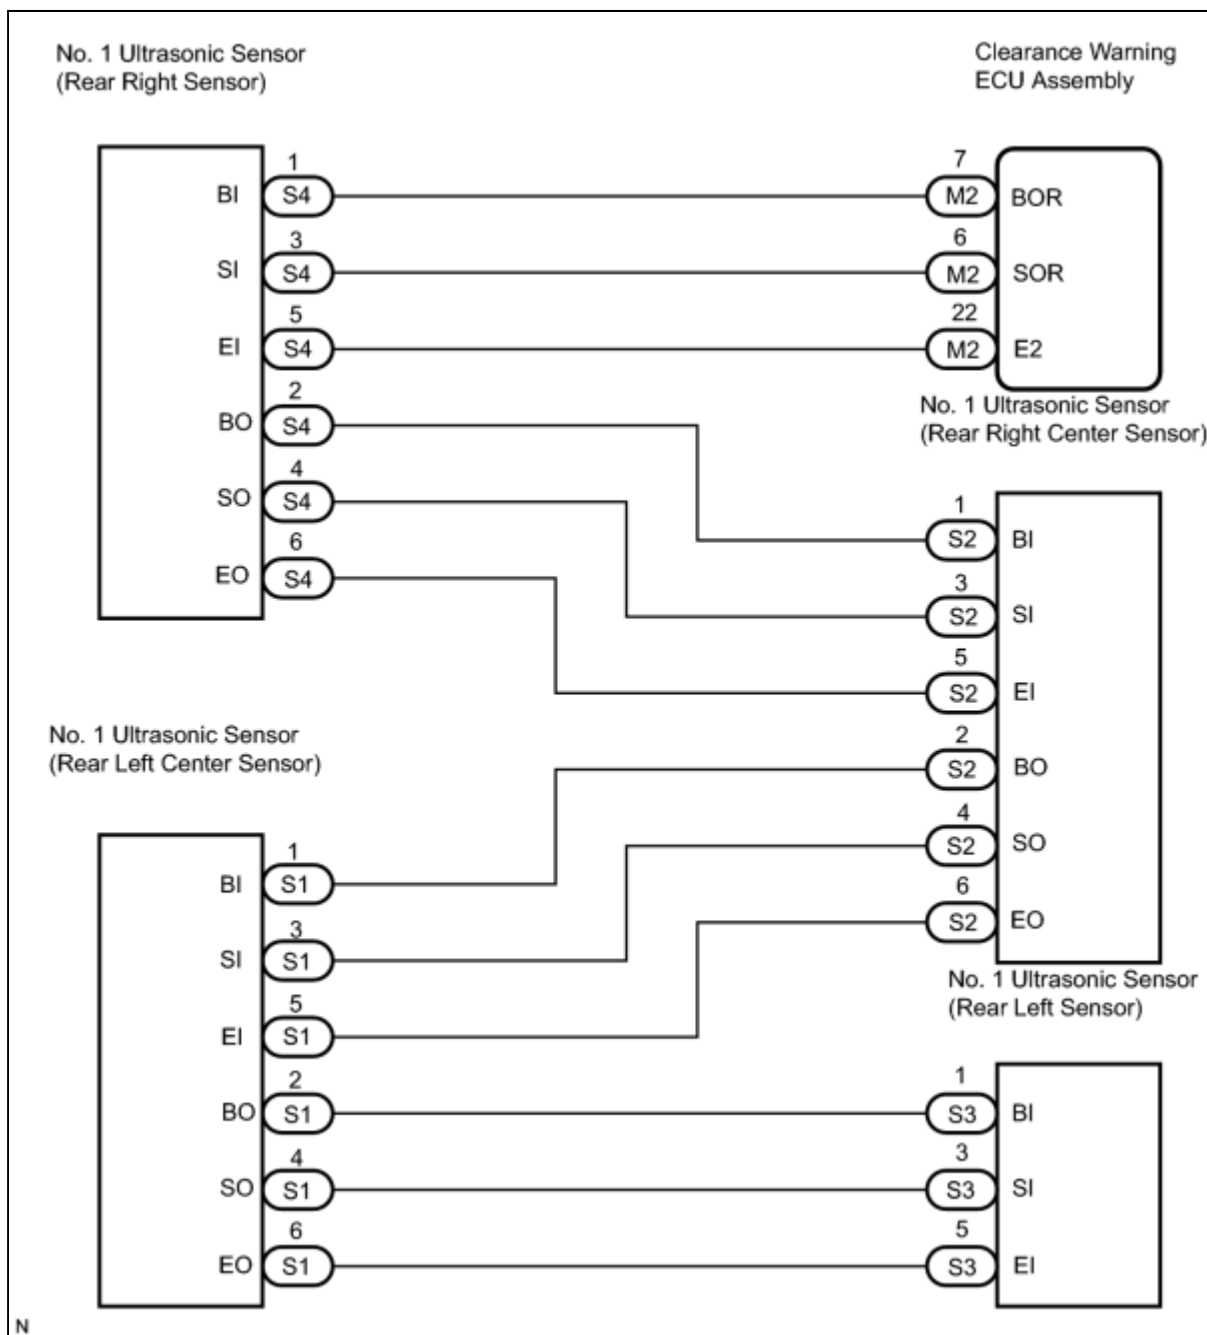 No. 1 Ultrasonic Sensor
(Rear Right Sensor)
Clearance Warning
ECU Assembly
1
BI S4
7
M2 BOR
3
SI S4
6
M2 SOR
5
EI S4
22
M2 E2
2
BO S4
No. 1 Ultrasonic Sensor
(Rear Right Center Sensor)
4
SO S4
1
S2 BI
6
EO S4
3
S2 SI
5
S2 EI
No. 1 Ultrasonic Sensor
(Rear Left Center Sensor)
2
S2 BO
4
S2 SO
1
BI S1
6
S2 EO
3
SI S1
No. 1 Ultrasonic Sensor
(Rear Left Sensor)
5
EI S1
2
BO S1
1
S3 BI
4
SO S1
3
S3 SI
6
EO S1
5
S3 EI
N